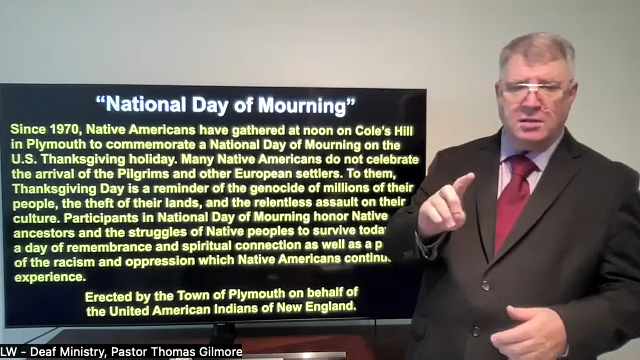 “National Day of Mourning”
Since 1970, Native Americans have gathered at noon on Cole’s Hill
in Plymouth to commemorate a National Day of Mourning on the
U.S. Thanksgiving holiday. Many Native Americans do not celebrate
the arrival of the Pilgrims and other European settlers. To them,
Thanksgiving Day is a reminder of the genocide of millions of their
people, the theft of their lands, and the relentless assault on their
culture. Participants in National Day of Mourning honor Native
ancestors and the struggles of Native peoples to survive
a day of remembrance and spiritual connection as well as a
of the racism and oppression which Native Americans
experience.
Erected by the Town of Plymouth on behalf of
the United American Indians of New England.
LW - Deaf Ministry, Pastor Thomas Gilmore